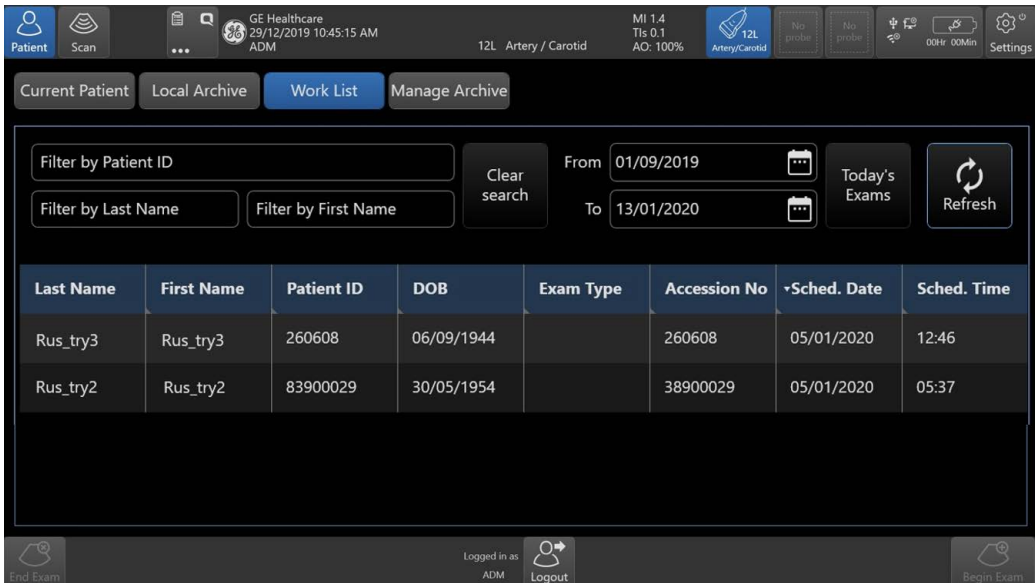 Patient
Scan
GE Healthcare
29/12/2019 10:45:15 AM
ADM
12L Artery / Carotid
MI 1.4
TIs 0.1
AO: 100%
12L
Artery/Carotid
No probe
No probe
00Hr 00Min
Settings
Current Patient Local Archive Work List Manage Archive
Filter by Patient ID
Filter by Last Name Filter by First Name
Clear search
From 01/09/2019
To 13/01/2020
Today's Exams
Refresh
Last Name First Name Patient ID DOB Exam Type Accession No Sched. Date Sched. Time
Rus_try3 Rus_try3 260608 06/09/1944 260608 05/01/2020 12:46
Rus_try2 Rus_try2 83900029 30/05/1954 38900029 05/01/2020 05:37
End Exam
Logged in as
ADM
Logout
Begin Exam